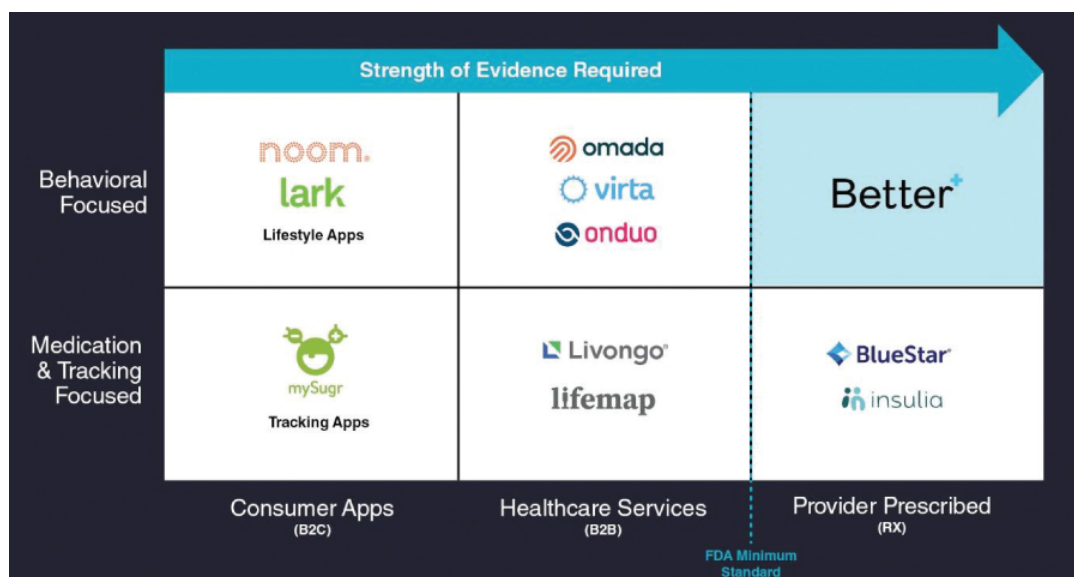 Strength of Evidence Required
Behavioral
Focused
noom®
lark
Lifestyle Apps
omada
virta
onduo
Better+
Medication
& Tracking
Focused
mySugr
Tracking Apps
Livongo®
lifemap
BlueStar®
insulia
Consumer Apps
(B2C)
Healthcare Services
(B2B)
Provider Prescribed
(RX)
FDA Minimum
Standard